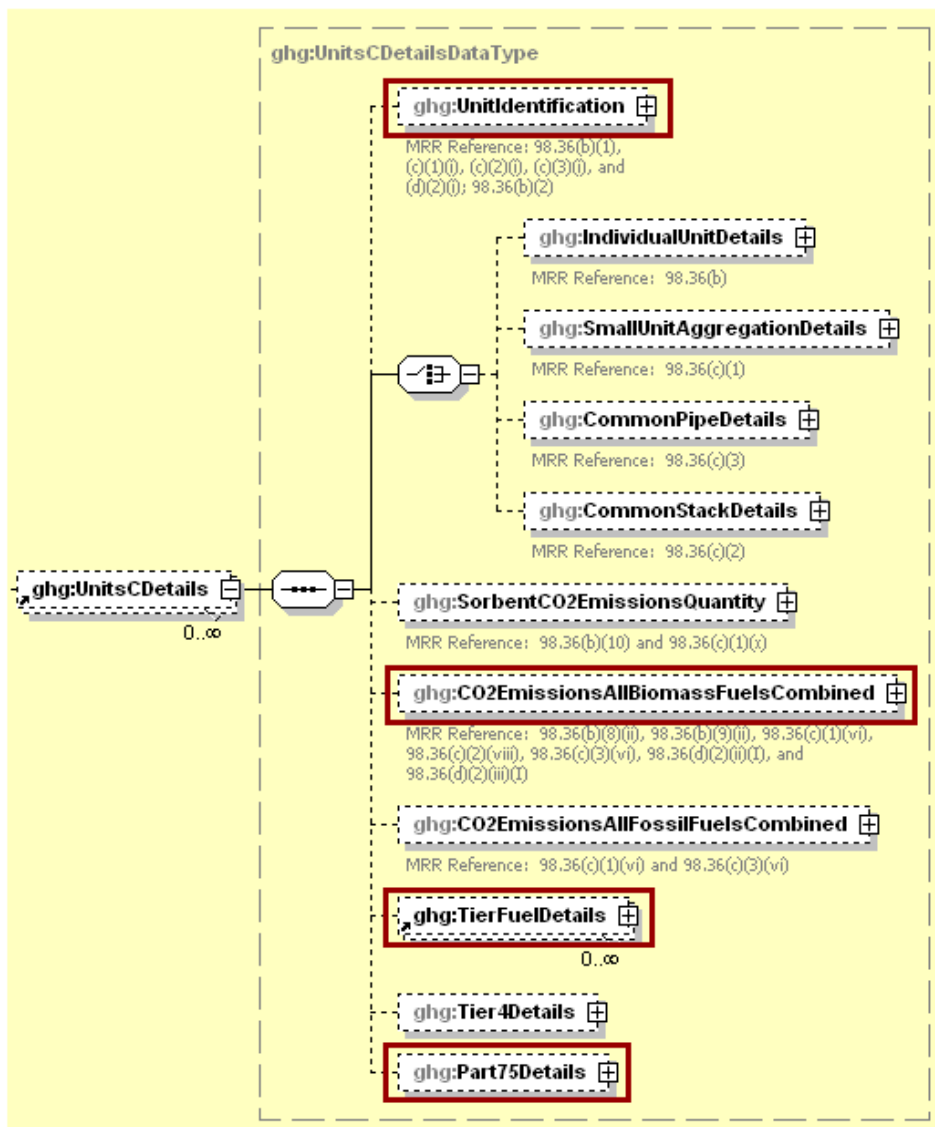 ghg:UnitsCDetailsDataType
ghg:UnitIdentification
MRR Reference: 98.36(b)(1),
(c)(1)(i), (c)(2)(i), (c)(3)(i), and
(d)(2)(i); 98.36(b)(2)
ghg:IndividualUnitDetails
MRR Reference: 98.36(b)
ghg:SmallUnitAggregationDetails
MRR Reference: 98.36(c)(1)
ghg:CommonPipeDetails
MRR Reference: 98.36(c)(3)
ghg:CommonStackDetails
MRR Reference: 98.36(c)(2)
ghg:UnitsCDetails
0..∞
ghg:SorbentCO2EmissionsQuantity
MRR Reference: 98.36(b)(10) and 98.36(c)(1)(x)
ghg:CO2EmissionsAllBiomassFuelsCombined
MRR Reference: 98.36(b)(8)(ii), 98.36(b)(9)(ii), 98.36(c)(1)(vi),
98.36(c)(2)(viii), 98.36(c)(3)(vi), 98.36(d)(2)(ii)(I), and
98.36(d)(2)(iii)(I)
ghg:CO2EmissionsAllFossilFuelsCombined
MRR Reference: 98.36(c)(1)(vi) and 98.36(c)(3)(vi)
ghg:TierFuelDetails
0..∞
ghg:Tier4Details
ghg:Part75Details